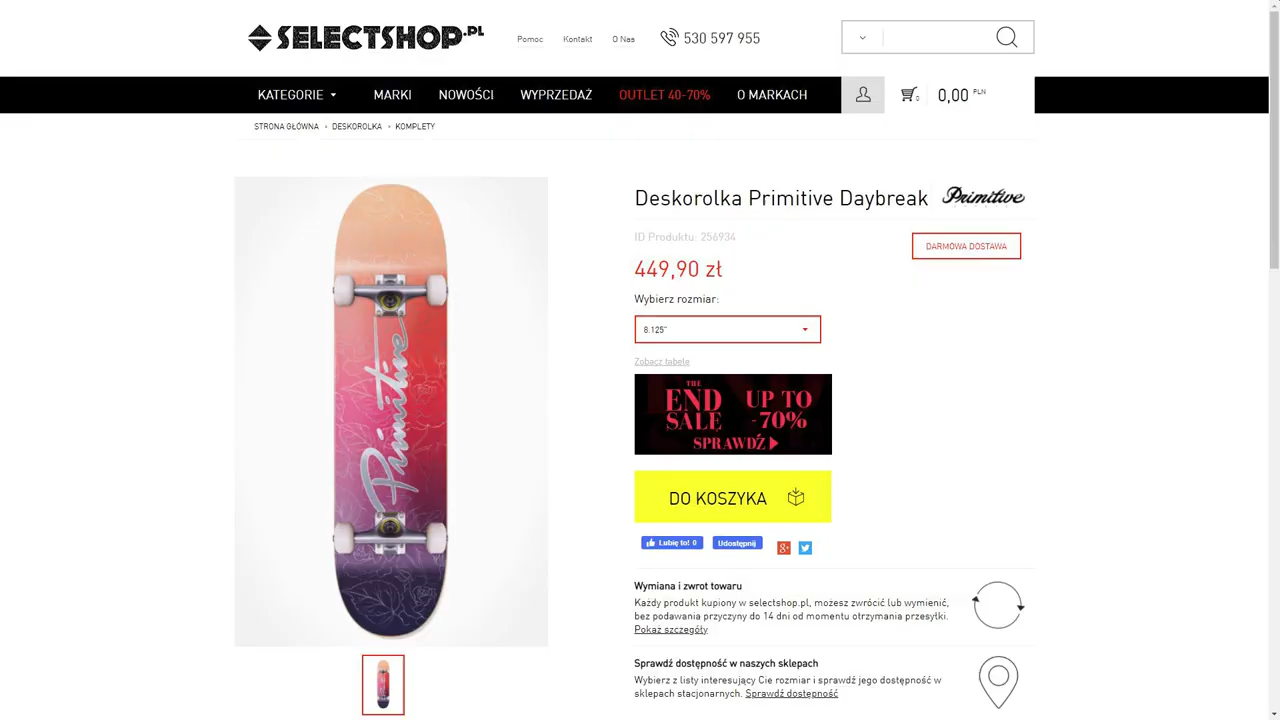 SELECTSHOP.PL
Pomoc
Kontakt
O Nas
530 597 955
KATEGORIE
MARKI
NOWOŚCI
WYPRZEDAŻ
OUTLET 40-70%
O MARKACH
0
0,00 PLN
STRONA GŁÓWNA
DESKOROLKA
KOMPLETY
Primitive
Deskorolka Primitive Daybreak
Primitive
ID Produktu: 256934
DARMOWA DOSTAWA
449,90 zł
Wybierz rozmiar:
8.125"
Zobacz tabelę
THE
END
SALE
UP TO
-70%
SPRAWDŹ
DO KOSZYKA
Lubię to! 0
Udostępnij
g+
Wymiana i zwrot towaru
Każdy produkt kupiony w selectshop.pl, możesz zwrócić lub wymienić,
bez podawania przyczyny do 14 dni od momentu otrzymania przesyłki.
Pokaż szczegóły
Sprawdź dostępność w naszych sklepach
Wybierz z listy interesujący Cie rozmiar i sprawdź jego dostępność w
sklepach stacjonarnych. Sprawdź dostępność